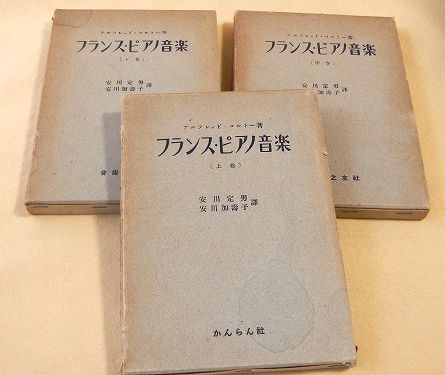 アルフレッド・コルトー著
フランス・ピアノ音楽
(下巻)
安川定男
安川加壽子 譯
音楽
アルフレッド・コルトー著
フランス・ピアノ音楽
(中巻)
安川定男
加壽子 譯
之友社
アルフレッド・コルトー著
フランス・ピアノ音楽
(上巻)
安川定男
安川加壽子 譯
かんらん社